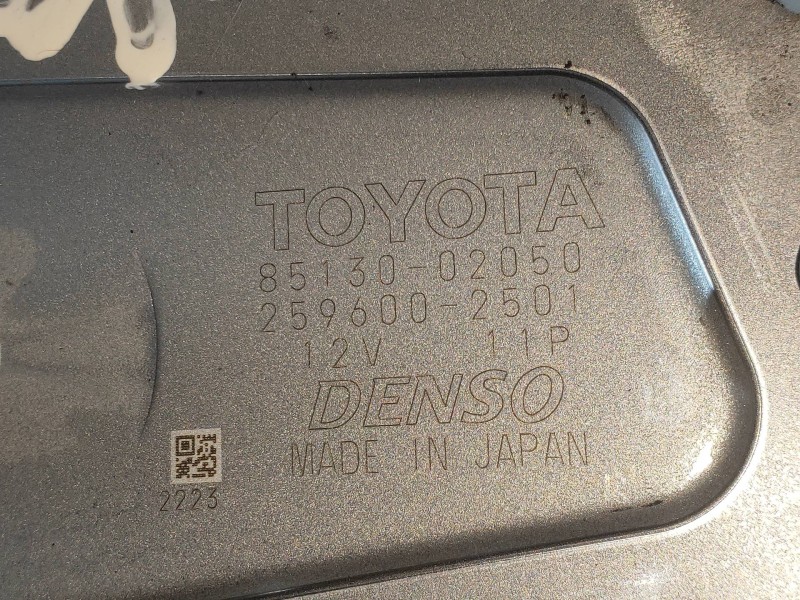 TOYOTA
85130-02050
259600-2501
12V 11P
DENSO
MADE IN JAPAN
2223